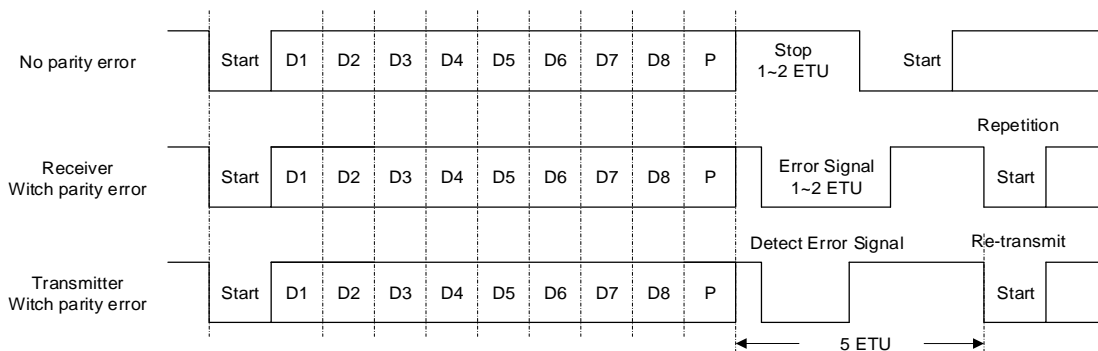 No parity error
Start D1 D2 D3 D4 D5 D6 D7 D8 P Stop 1~2 ETU Start
Repetition
Receiver
Witch parity error
Start D1 D2 D3 D4 D5 D6 D7 D8 P Error Signal 1~2 ETU Start
Detect Error Signal Re-transmit
Transmitter
Witch parity error
Start D1 D2 D3 D4 D5 D6 D7 D8 P Start
5 ETU